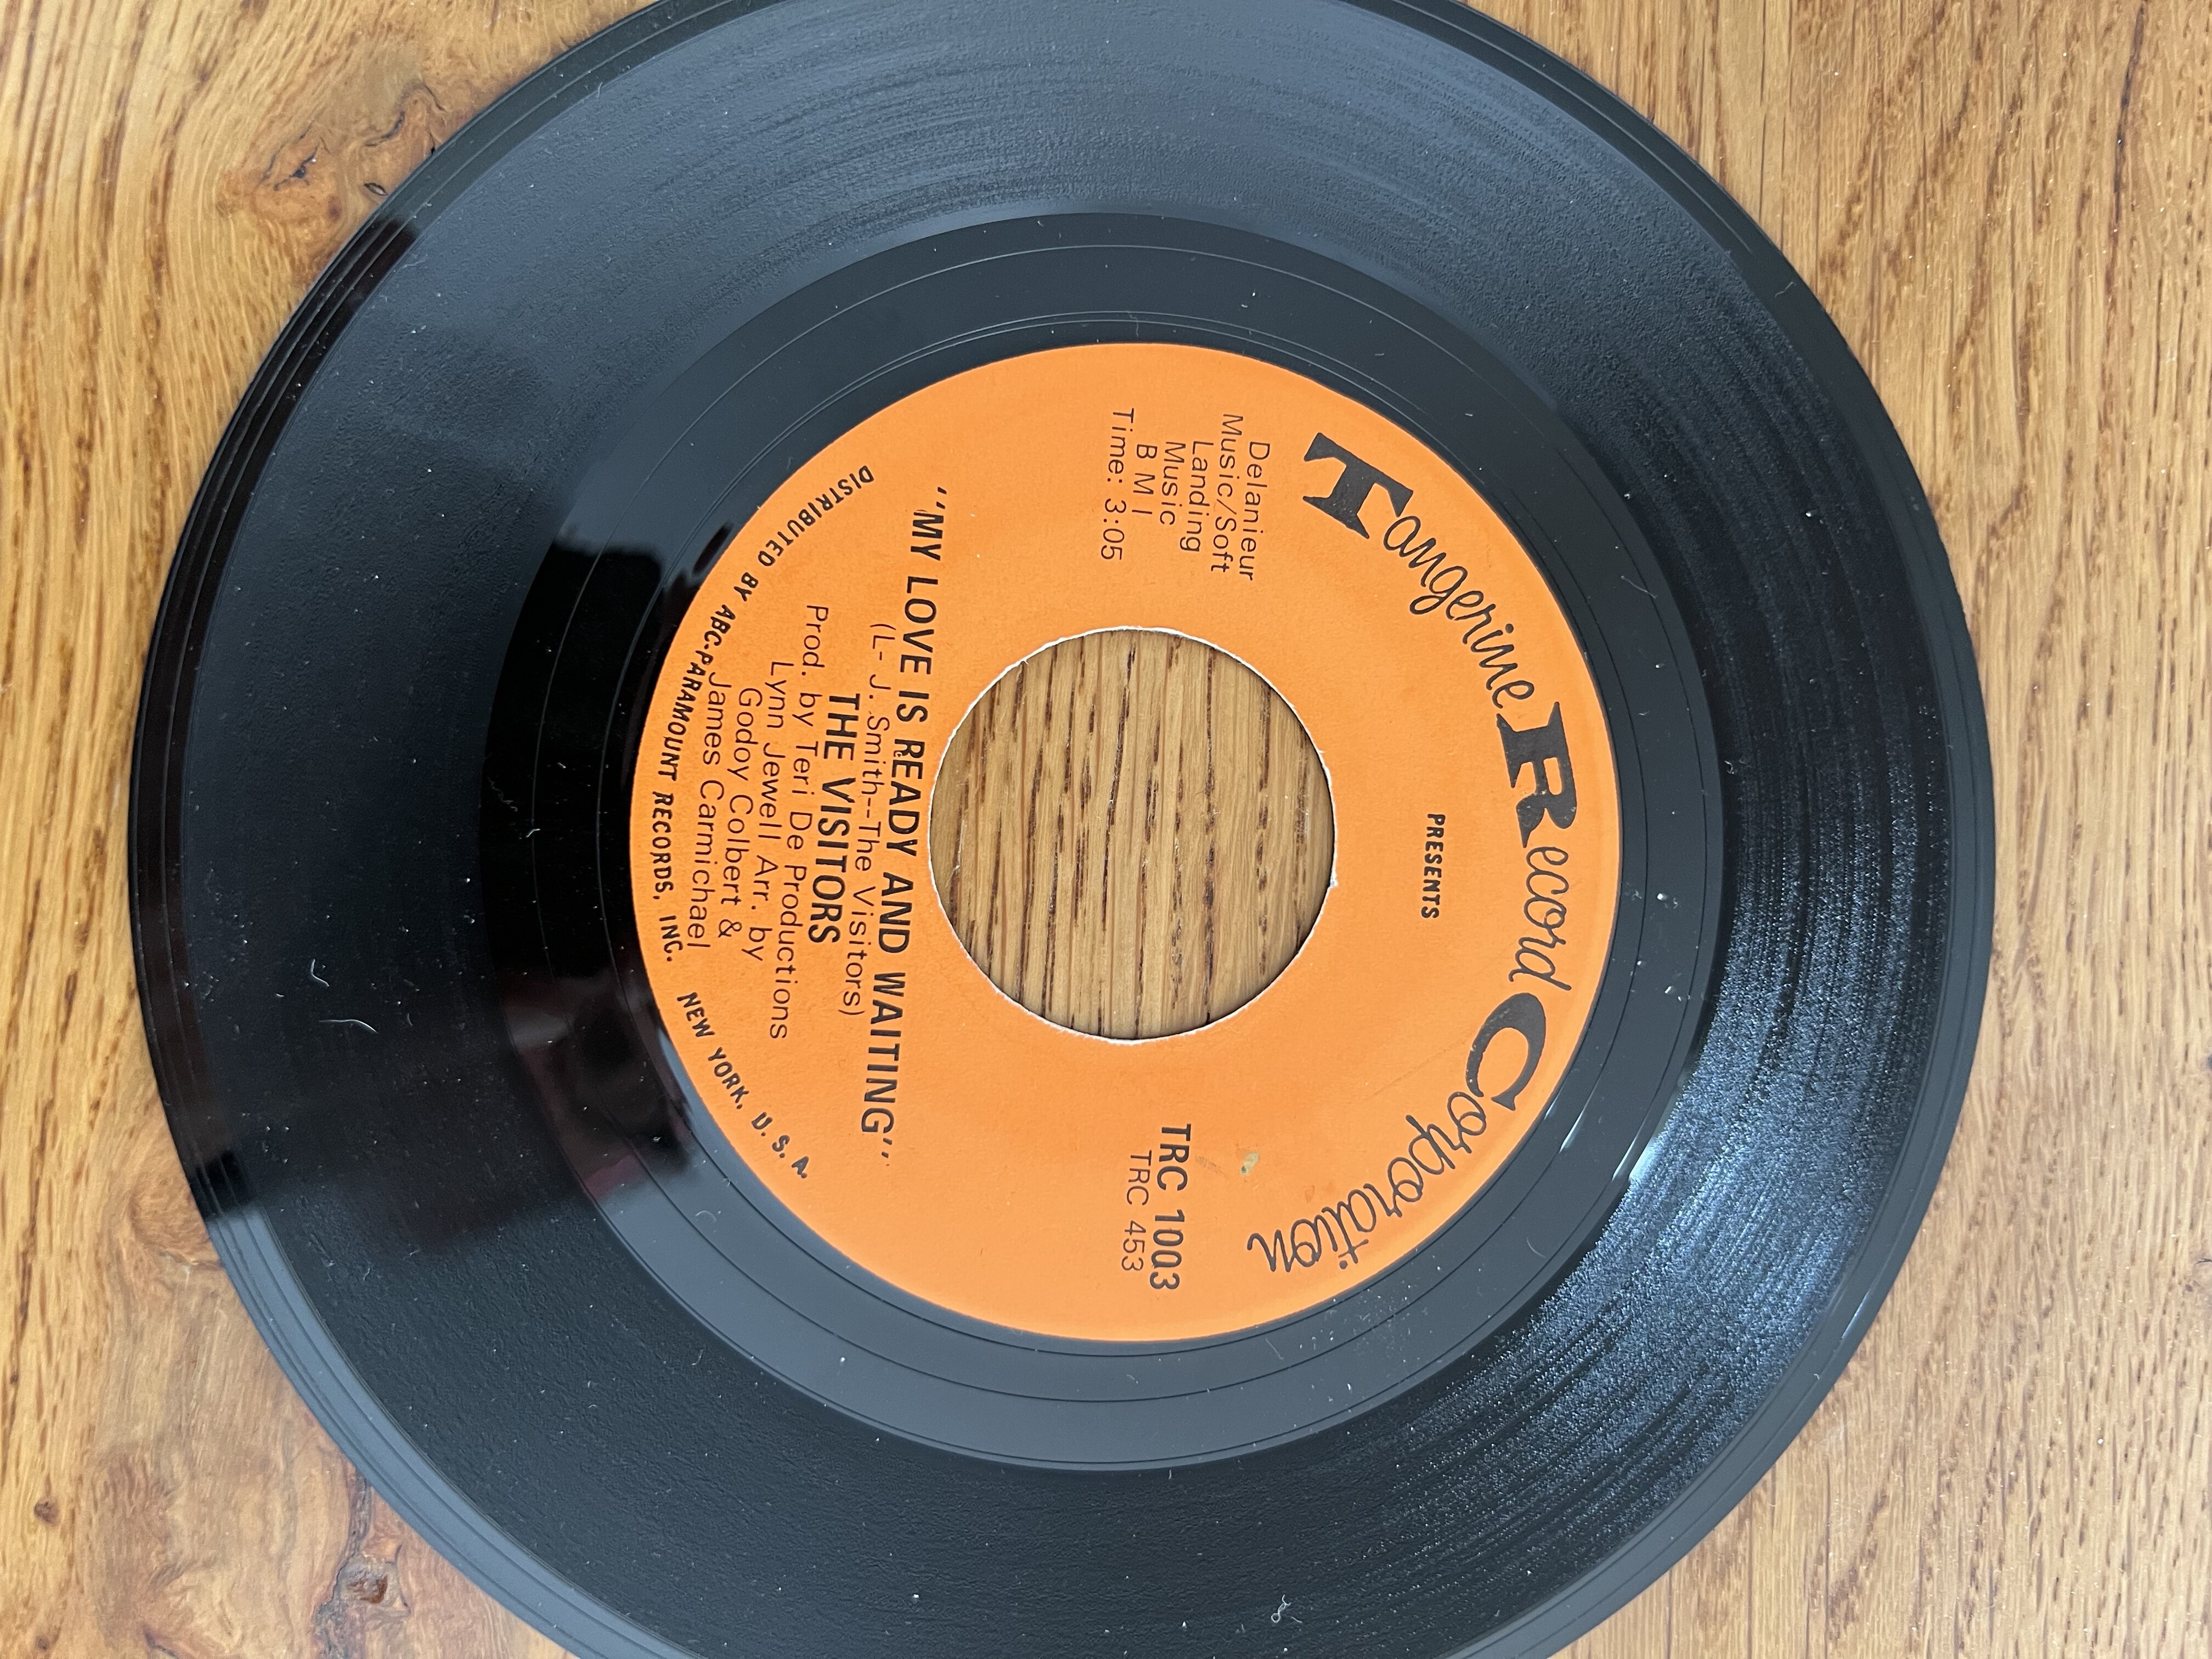 Tangerine Record Corporation
PRESENTS
Delanieur
Music/Soft
Landing
Music
B M I
Time: 3:05
TRC 1003
TRC 453
"MY LOVE IS READY AND WAITING"
(L- J. Smith--The Visitors)
THE VISITORS
Prod. by Teri De Productions
Lynn Jewell Arr. by
Godoy Colbert &
James Carmichael
DISTRIBUTED BY ABC-PARAMOUNT RECORDS, INC. NEW YORK, U. S. A.